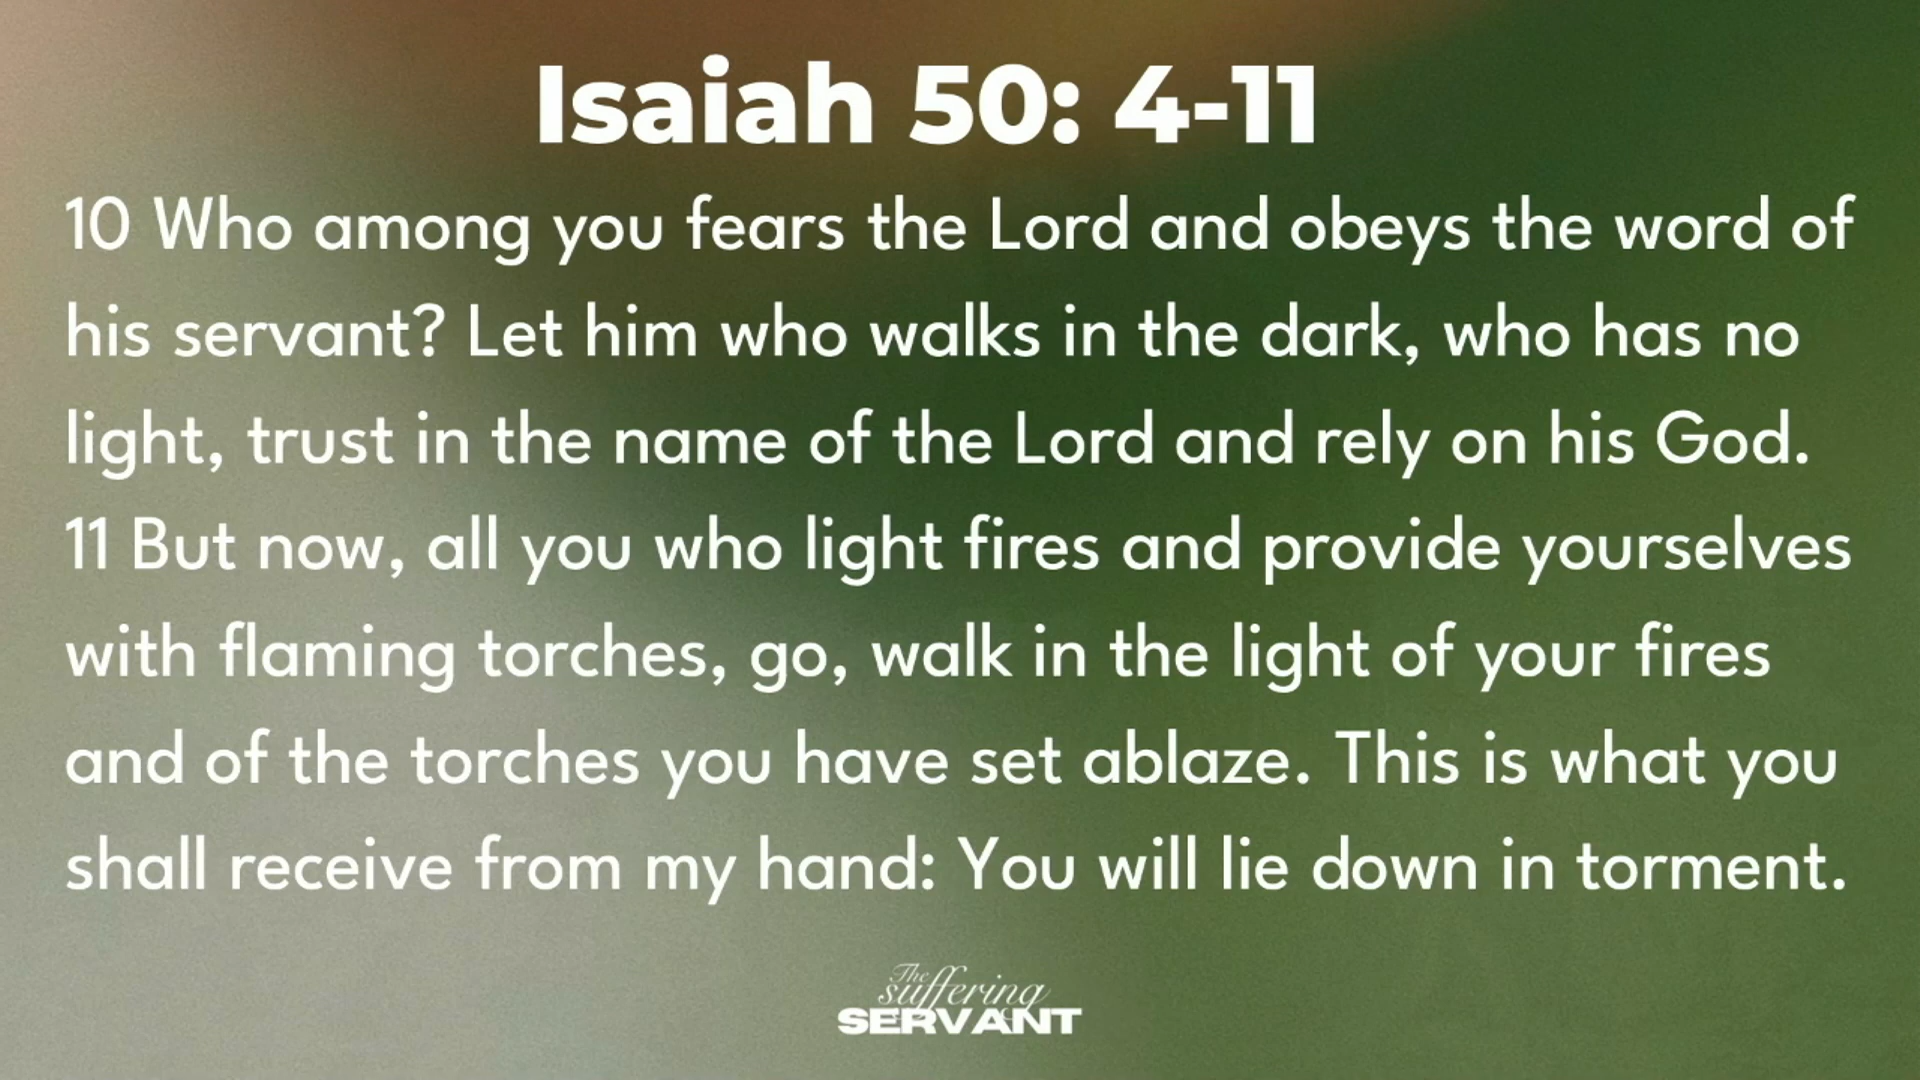 Isaiah 50: 4-11
10 Who among you fears the Lord and obeys the word of
his servant? Let him who walks in the dark, who has no
light, trust in the name of the Lord and rely on his God.
11 But now, all you who light fires and provide yourselves
with flaming torches, go, walk in the light of your fires
and of the torches you have set ablaze. This is what you
shall receive from my hand: You will lie down in torment.
The
suffering
SERVANT